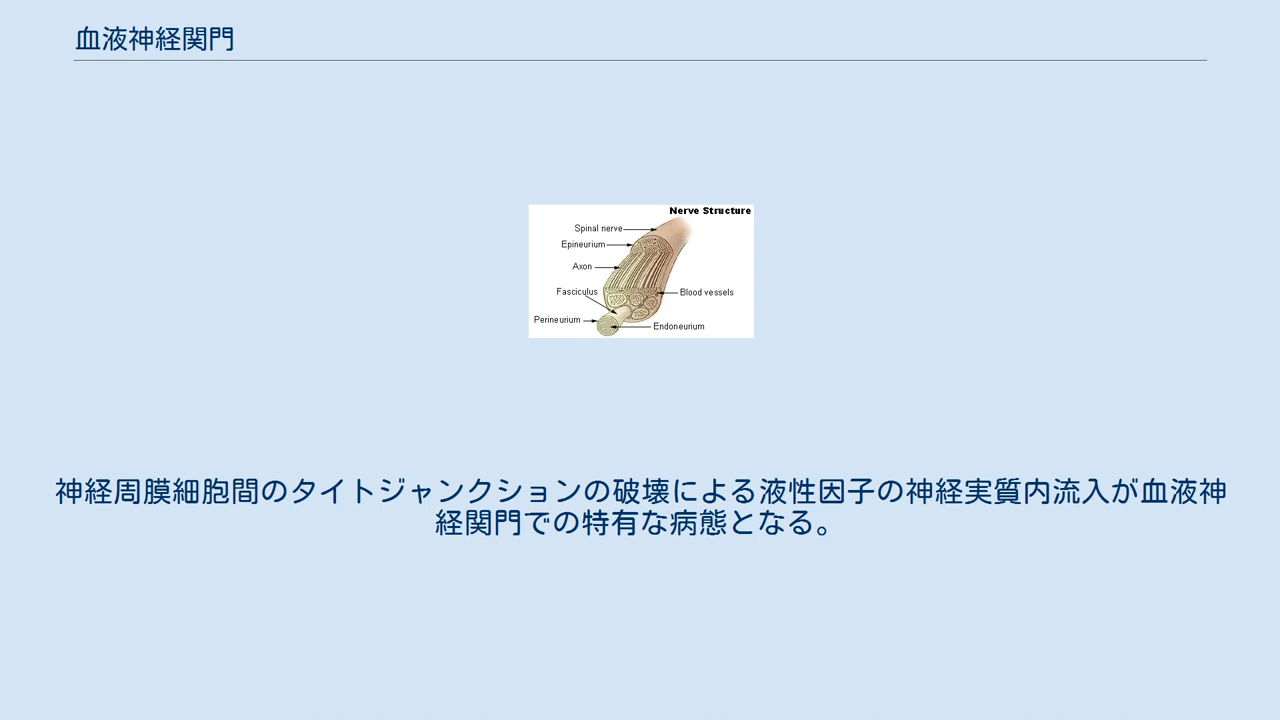 血液神経関門
Nerve Structure
Spinal nerve
Epineurium
Axon
Fasciculus
Blood vessels
Perineurium
Endoneurium
神経周膜細胞間のタイトジャンクションの破壊による液性因子の神経実質内流入が血液神
経関門での特有な病態となる。